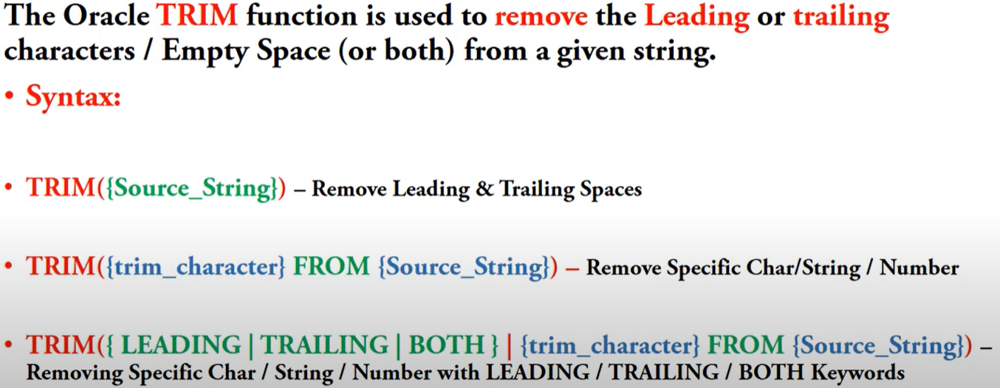 The Oracle TRIM function is used to remove the Leading or trailing
characters / Empty Space (or both) from a given string.
• Syntax:
• TRIM({Source_String}) – Remove Leading & Trailing Spaces
• TRIM({trim_character} FROM {Source_String}) – Remove Specific Char/String / Number
• TRIM({ LEADING | TRAILING | BOTH } | {trim_character} FROM {Source_String}) –
Removing Specific Char / String / Number with LEADING / TRAILING / BOTH Keywords